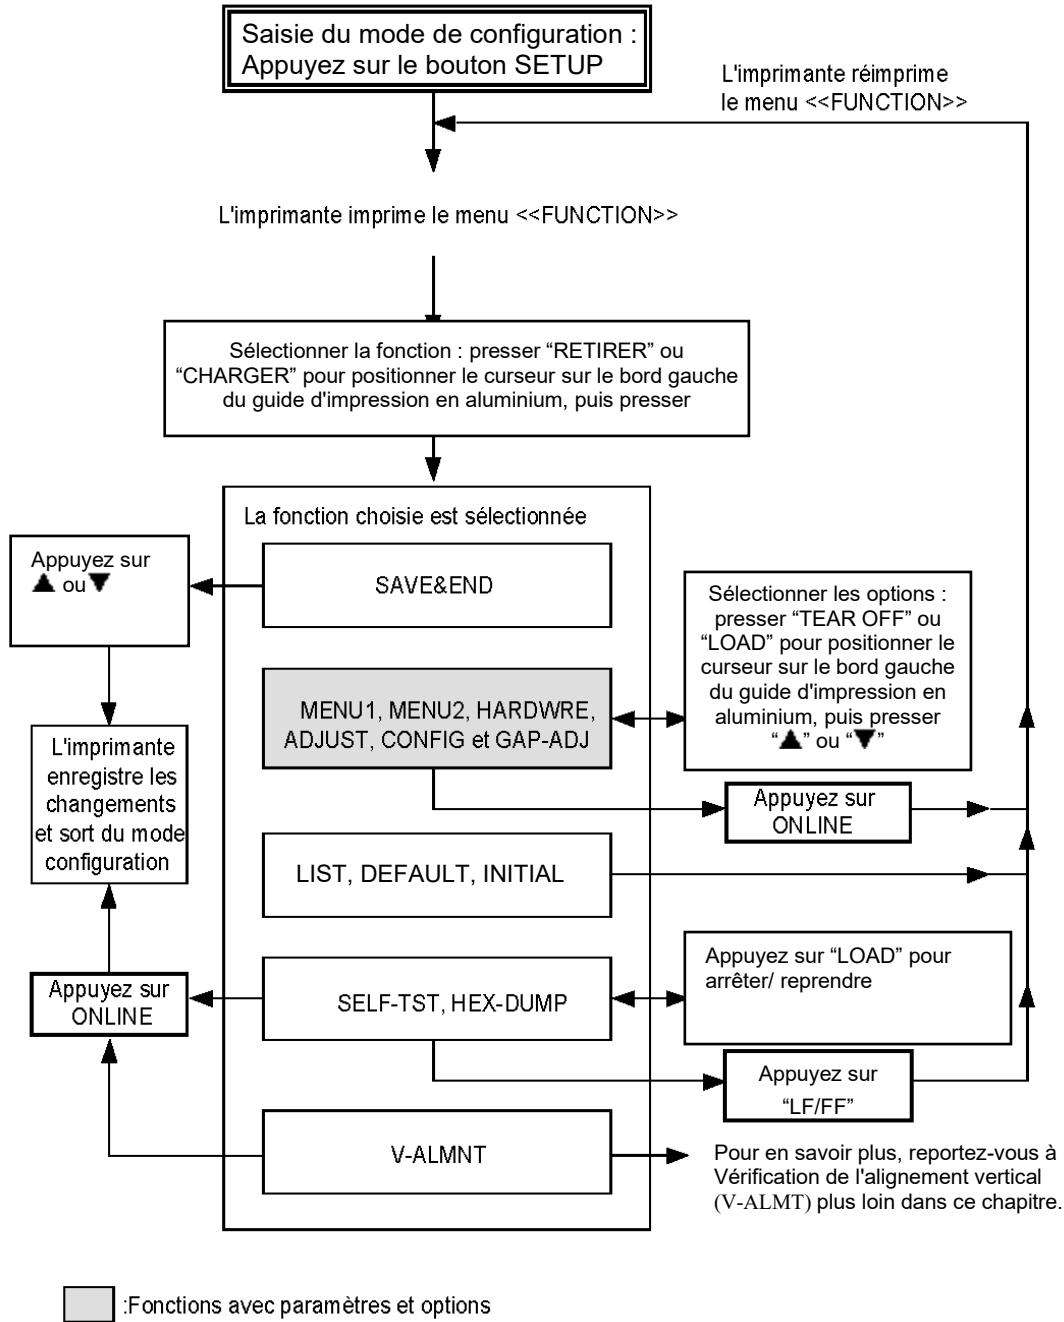 Saisie du mode de configuration :
Appuyez sur le bouton SETUP
L'imprimante réimprime
le menu <<FUNCTION>>
L'imprimante imprime le menu <<FUNCTION>>
Sélectionner la fonction : presser “RETIRER” ou
“CHARGER” pour positionner le curseur sur le bord gauche
du guide d'impression en aluminium, puis presser
La fonction choisie est sélectionnée
Appuyez sur
▲ ou▼
SAVE&END
Sélectionner les options :
presser “TEAR OFF” ou
“LOAD” pour positionner le
curseur sur le bord gauche
du guide d'impression en
aluminium, puis presser
“▲” ou “▼”
MENU1, MENU2, HARDWRE,
ADJUST, CONFIG et GAP-ADJ
L'imprimante
enregistre les
changements
et sort du mode
configuration
Appuyez sur
ONLINE
LIST, DEFAULT, INITIAL
Appuyez sur “LOAD” pour
arrêter/ reprendre
Appuyez sur
ONLINE
SELF-TST, HEX-DUMP
Appuyez sur
“LF/FF”
V-ALMNT
Pour en savoir plus, reportez-vous à
Vérification de l'alignement vertical
(V-ALMT) plus loin dans ce chapitre.
:Fonctions avec paramètres et options